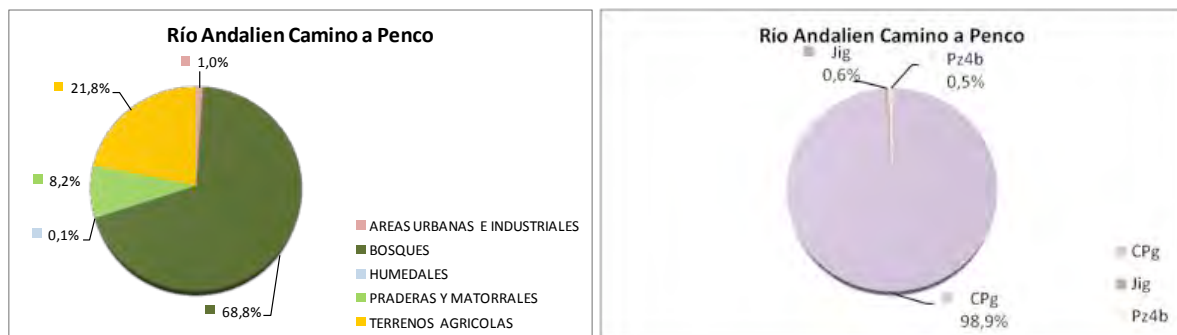 Río Andalien Camino a Penco
1,0%
21,8%
8,2%
0,1%
68,8%
AREAS URBANAS E INDUSTRIALES
BOSQUES
HUMEDALES
PRADERAS Y MATORRALES
TERRENOS AGRICOLAS
Río Andalien Camino a Penco
Jig
0,6%
Pz4b
0,5%
CPg
98,9%
CPg
Jig
Pz4b